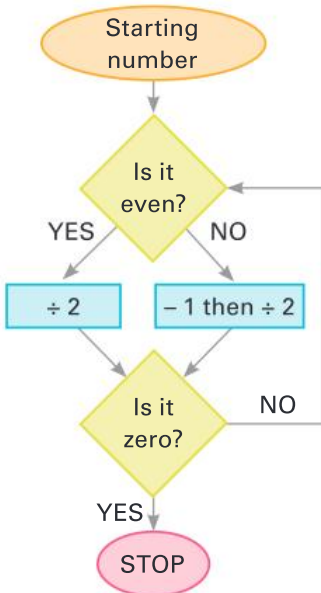 Starting
number
Is it
even?
YES
NO
÷ 2
– 1 then ÷ 2
Is it
zero?
NO
YES
STOP